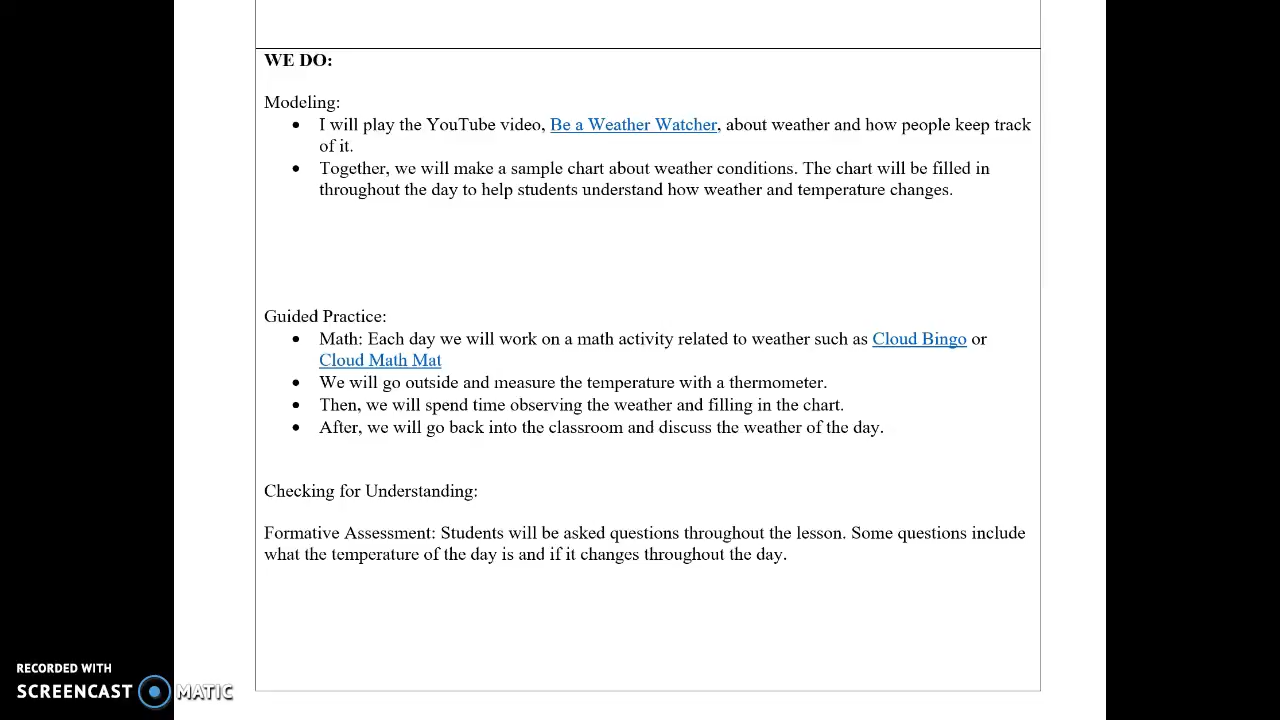 WE DO:
Modeling:
• I will play the YouTube video, Be a Weather Watcher, about weather and how people keep track
of it.
• Together, we will make a sample chart about weather conditions. The chart will be filled in
throughout the day to help students understand how weather and temperature changes.
Guided Practice:
• Math: Each day we will work on a math activity related to weather such as Cloud Bingo or
Cloud Math Mat
• We will go outside and measure the temperature with a thermometer.
• Then, we will spend time observing the weather and filling in the chart.
• After, we will go back into the classroom and discuss the weather of the day.
Checking for Understanding:
Formative Assessment: Students will be asked questions throughout the lesson. Some questions include
what the temperature of the day is and if it changes throughout the day.
RECORDED WITH
SCREENCAST MATIC